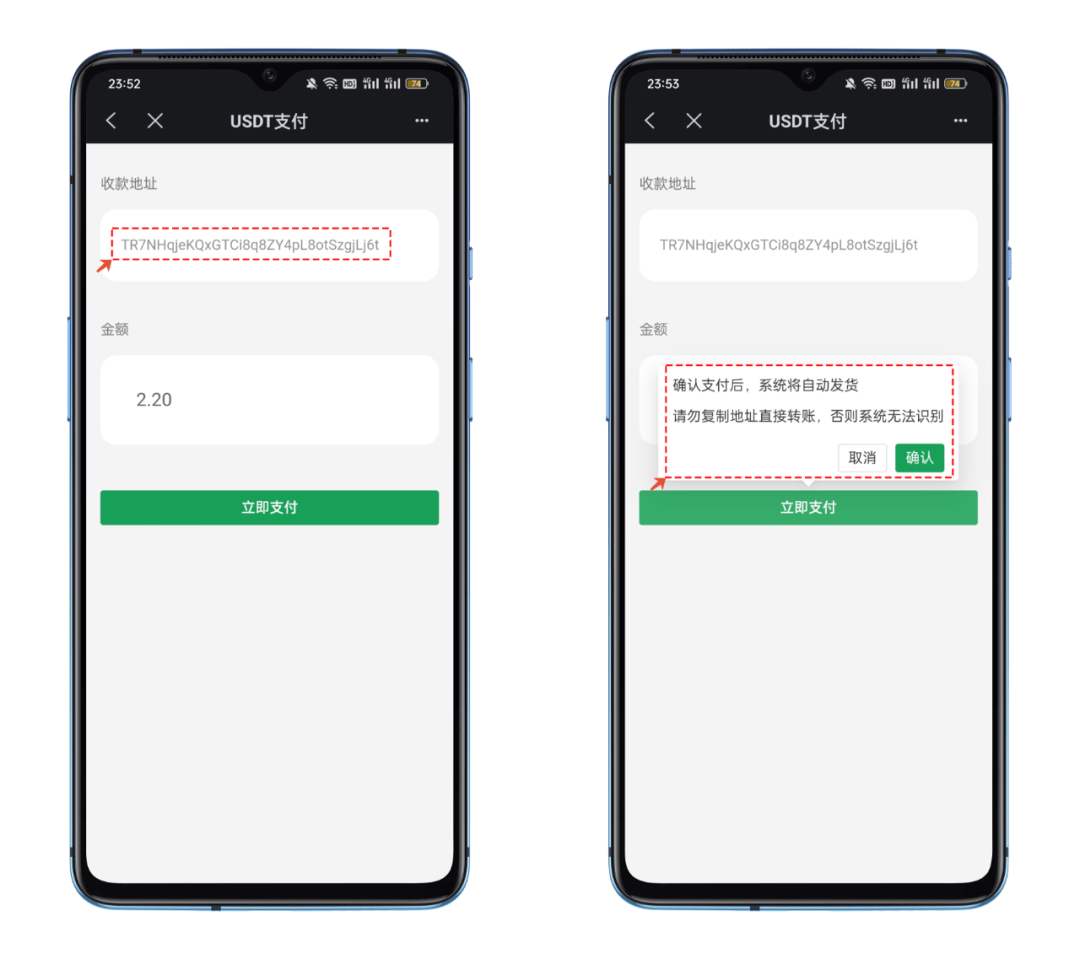 23:52
74
USDT支付
收款地址
TR7NHqjeKQxGTCi8q8ZY4pL8otSzgjLj6t
金额
2.20
立即支付
23:53
74
USDT支付
收款地址
TR7NHqjeKQxGTCi8q8ZY4pL8otSzgjLj6t
金额
确认支付后，系统将自动发货
请勿复制地址直接转账，否则系统无法识别
取消 确认
立即支付